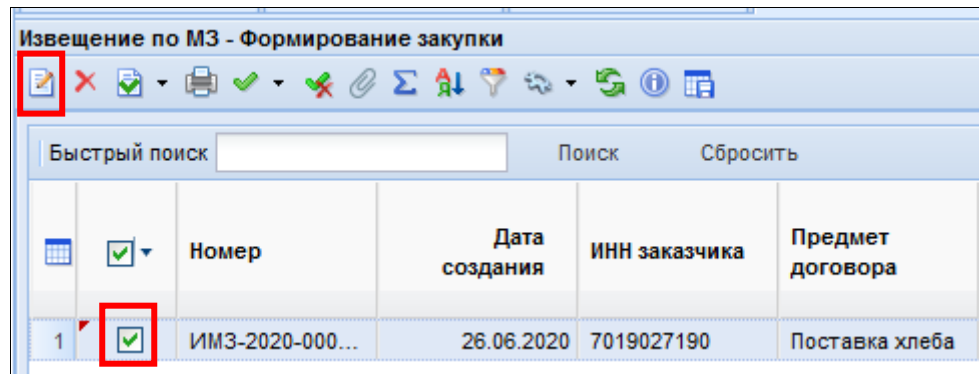 Извещение по МЗ - Формирование закупки
Быстрый поиск Поиск Сбросить
Номер Дата создания ИНН заказчика Предмет договора
1 ИМЗ-2020-000... 26.06.2020 7019027190 Поставка хлеба